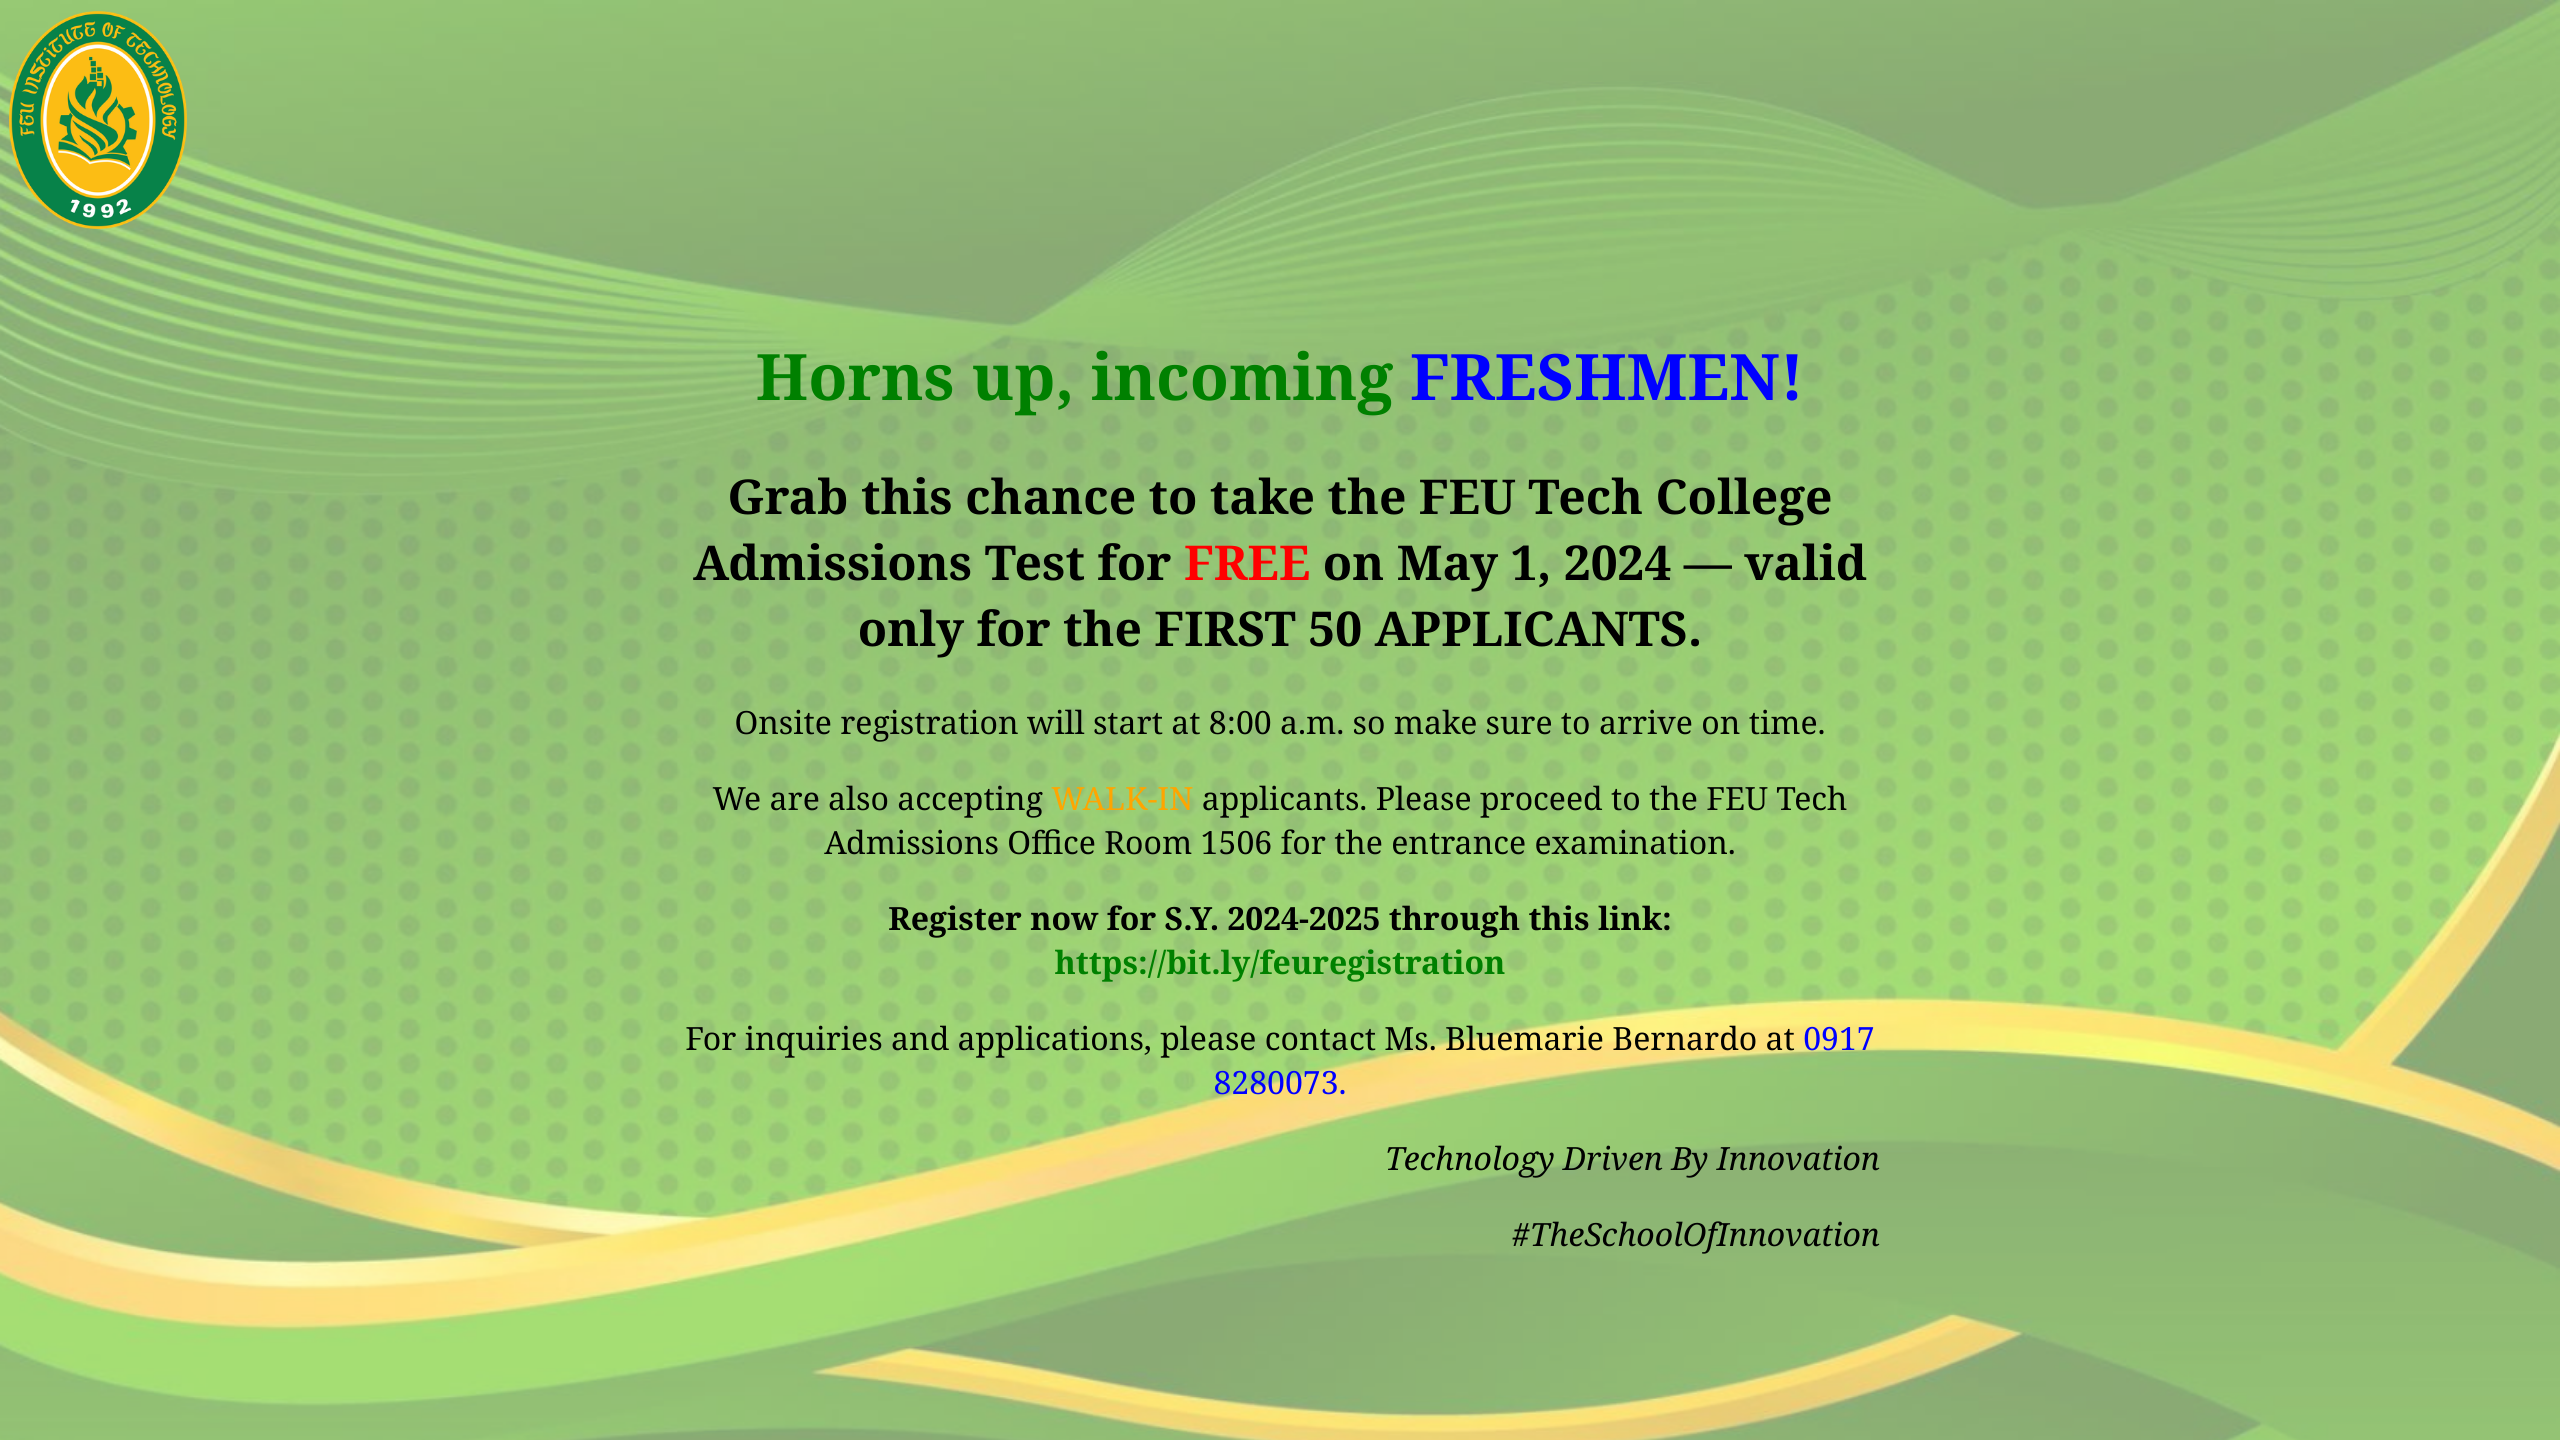 FEU INSTITUTE OF TECHNOLOGY
1992
Horns up, incoming FRESHMEN!
Grab this chance to take the FEU Tech College
Admissions Test for FREE on May 1, 2024 — valid
only for the FIRST 50 APPLICANTS.
Onsite registration will start at 8:00 a.m. so make sure to arrive on time.
We are also accepting WALK-IN applicants. Please proceed to the FEU Tech
Admissions Office Room 1506 for the entrance examination.
Register now for S.Y. 2024-2025 through this link:
https://bit.ly/feuregistration
For inquiries and applications, please contact Ms. Bluemarie Bernardo at 0917
8280073.
Technology Driven By Innovation
#TheSchoolOfInnovation